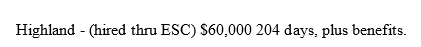 Highland - (hired thru ESC) $60,000 204 days, plus benefits.